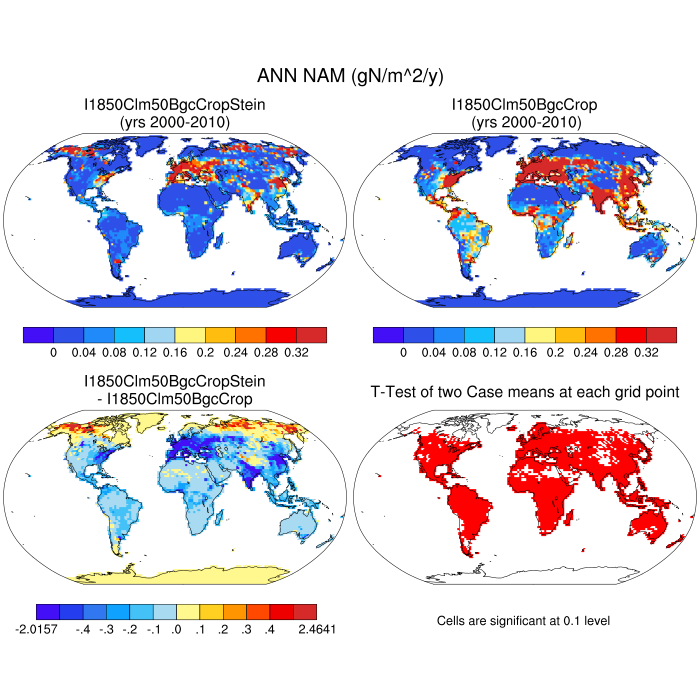 ANN NAM (gN/m^2/y)
I1850Clm50BgcCropStein
(yrs 2000-2010)
I1850Clm50BgcCrop
(yrs 2000-2010)
0 0.04 0.08 0.12 0.16 0.2 0.24 0.28 0.32
0 0.04 0.08 0.12 0.16 0.2 0.24 0.28 0.32
I1850Clm50BgcCropStein
- I1850Clm50BgcCrop
T-Test of two Case means at each grid point
-2.0157 -.4 -.3 -.2 -.1 .0 .1 .2 .3 .4 2.4641
Cells are significant at 0.1 level